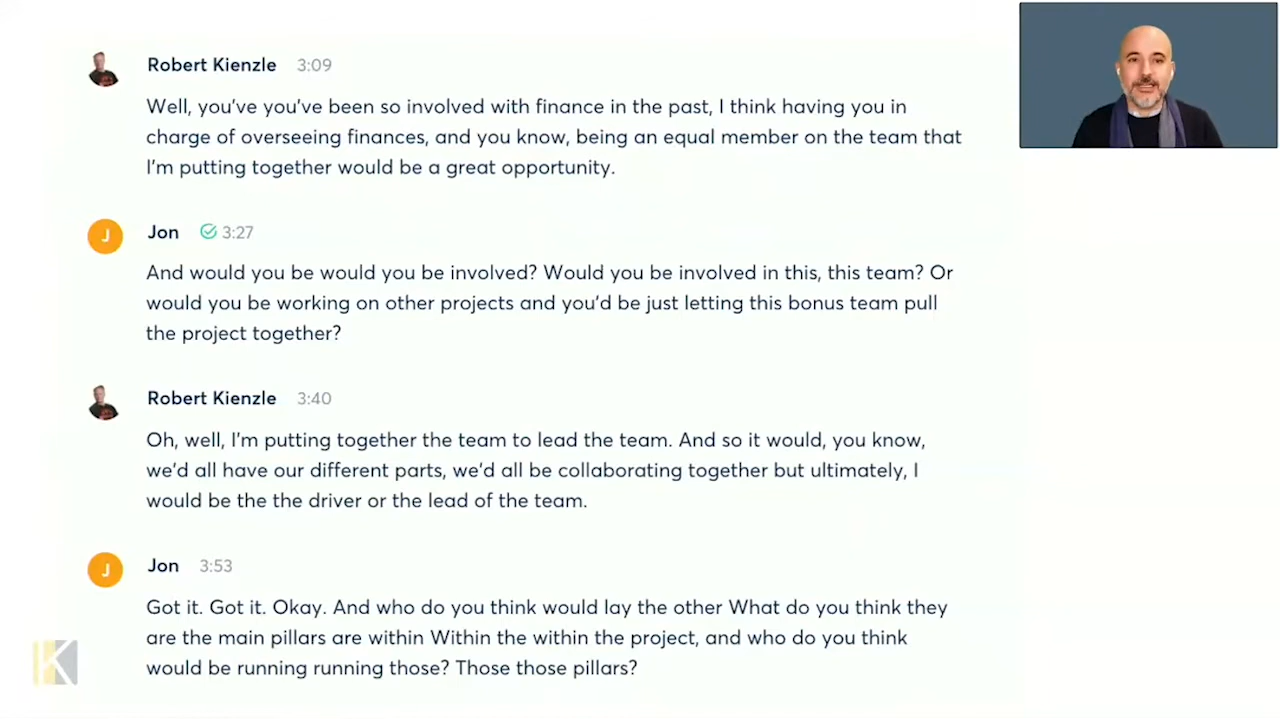 Robert Kienzle 3:09
Well, you've you've been so involved with finance in the past, I think having you in
charge of overseeing finances, and you know, being an equal member on the team that
I'm putting together would be a great opportunity.
J Jon 3:27
And would you be would you be involved? Would you be involved in this, this team? Or
would you be working on other projects and you'd be just letting this bonus team pull
the project together?
Robert Kienzle 3:40
Oh, well, I'm putting together the team to lead the team. And so it would, you know,
we'd all have our different parts, we'd all be collaborating together but ultimately, I
would be the the driver or the lead of the team.
J Jon 3:53
Got it. Got it. Okay. And who do you think would lay the other What do you think they
are the main pillars are within Within the within the project, and who do you think
would be running running those? Those those pillars?
K